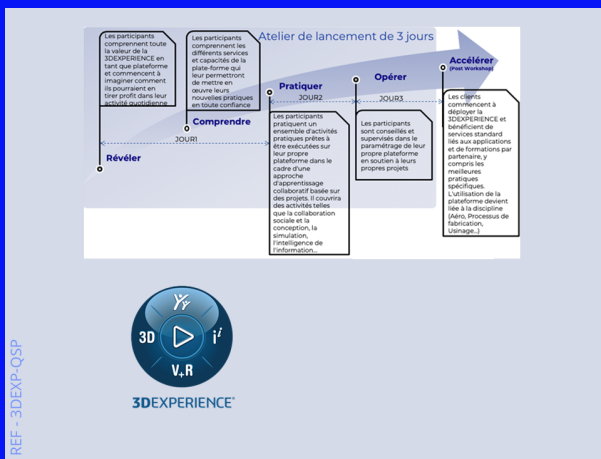 Atelier de lancement de 3 jours
Les participants
comprennent toute
la valeur de la
3DEXPERIENCE en
tant que plateforme
et commencent à
imaginer comment
ils pourraient en
tirer profit dans leur
activité quotidienne
Révéler
Les participants
comprennent les
différents services
et capacités de la
plate-forme qui
leur permettront
de mettre en
œuvre leurs
nouvelles pratiques
en toute confiance
Comprendre
JOUR1
Pratiquer
JOUR2
Les participants
pratiquent un
ensemble d'activités
pratiques prêtes à
être exécutées sur
leur propre
plateforme dans le
cadre d'une
approche
d'apprentissage
collaboratif basée sur
des projets. Il couvrira
des activités telles
que la collaboration
sociale et la
conception, la
simulation,
l'intelligence de
l'information...
Opérer
JOUR3
Les participants
sont conseillés et
supervisés dans le
paramétrage de leur
propre plateforme
en soutien à leurs
propres projets
Accélérer
(Post Workshop)
Les clients
commencent à
déployer la
3DEXPERIENCE et
bénéficient de
services standard
liés aux applications
et de formations par
partenaire, y
compris les
meilleures
pratiques
spécifiques.
L'utilisation de la
plateforme devient
liée à la discipline
(Aéro, Processus de
fabrication,
Usinage...)
3D
i
V+R
3DEXPERIENCE
REF - 3DEXP-QSP